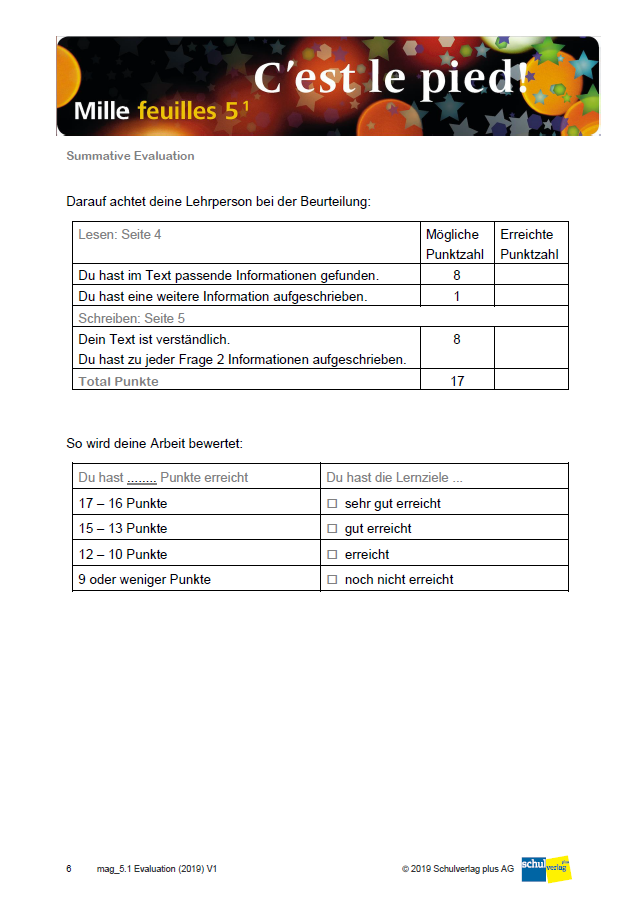 C'est le pied!
Mille feuilles 5¹
Summative Evaluation
Darauf achtet deine Lehrperson bei der Beurteilung:
Lesen: Seite 4 Mögliche Punktzahl Erreichte Punktzahl
Du hast im Text passende Informationen gefunden. 8
Du hast eine weitere Information aufgeschrieben. 1
Schreiben: Seite 5
Dein Text ist verständlich. 8
Du hast zu jeder Frage 2 Informationen aufgeschrieben.
Total Punkte 17
So wird deine Arbeit bewertet:
Du hast ........ Punkte erreicht Du hast die Lernziele ...
17 – 16 Punkte ☐ sehr gut erreicht
15 – 13 Punkte ☐ gut erreicht
12 – 10 Punkte ☐ erreicht
9 oder weniger Punkte ☐ noch nicht erreicht
6 mag_5.1 Evaluation (2019) V1 © 2019 Schulverlag plus AG schul verlag plus